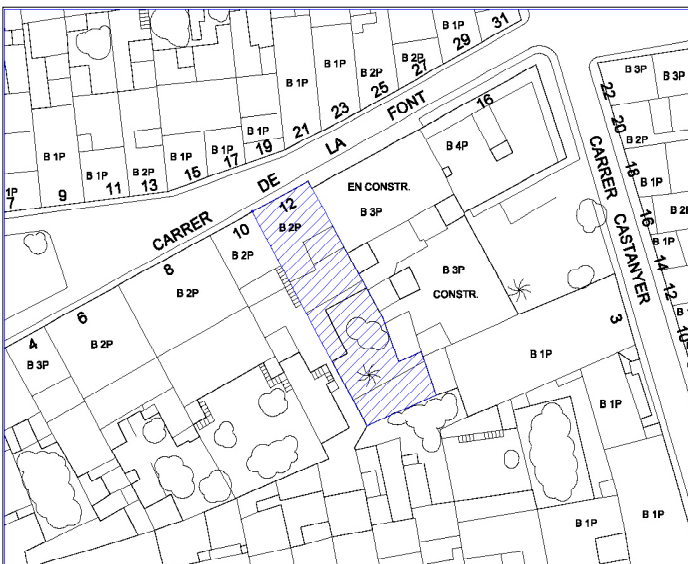 31
B 1P
29
B 1P
B 2P
27
B 2P
25
B 1P
23
B 1P
21
B 1P
19
B 1P
17
B 1P
15
B 2P
13
B 1P
11
B 1P
9
1P
7
CARRER DE LA FONT
16
B 4P
EN CONSTR.
B 3P
12
B 2P
10
B 2P
8
B 2P
6
B 2P
4
B 3P
B 3P
CONSTR.
B 1P
3
B 1P
B 1P
B 1P
CARRER CASTANYER
B 3P
B 3P
22
20
B 2P
18
B 1P
16
B 1P
14
12
10